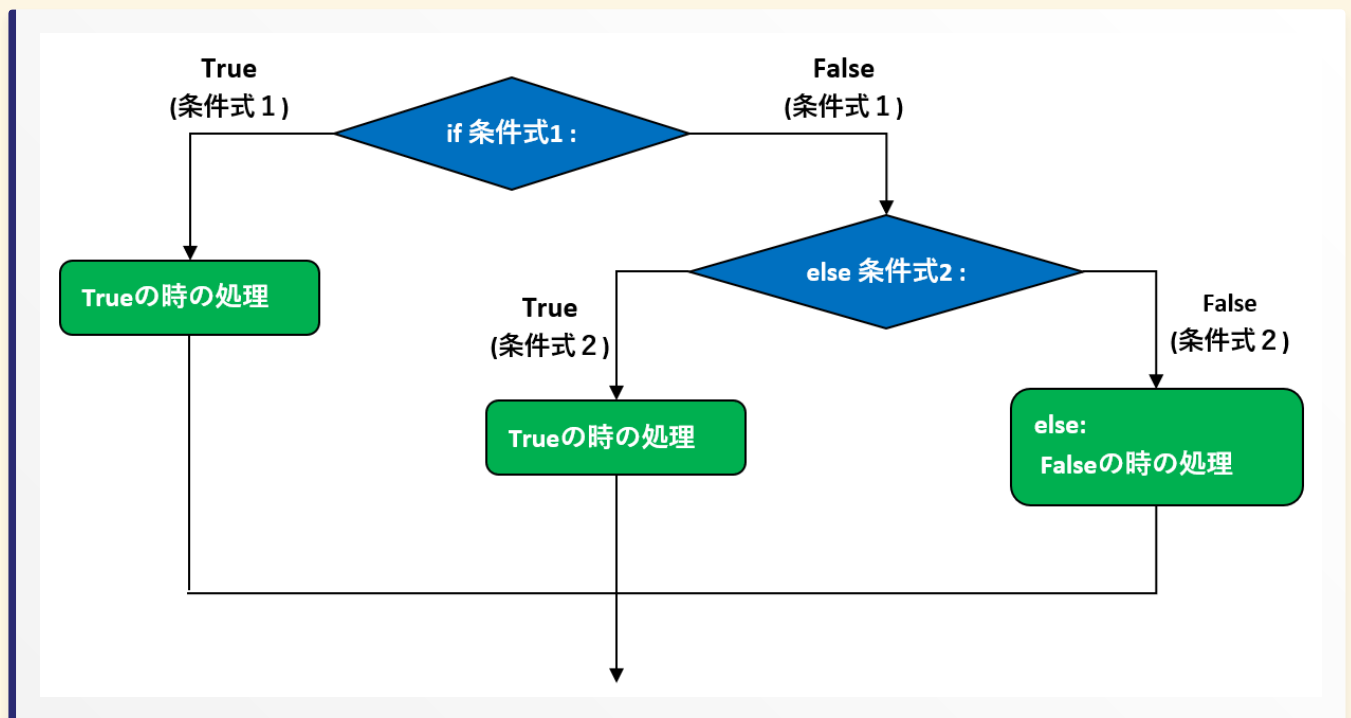 True
(条件式１)
if 条件式1 :
False
(条件式１)
Trueの時の処理
else 条件式2 :
True
(条件式２)
False
(条件式２)
Trueの時の処理
else:
Falseの時の処理